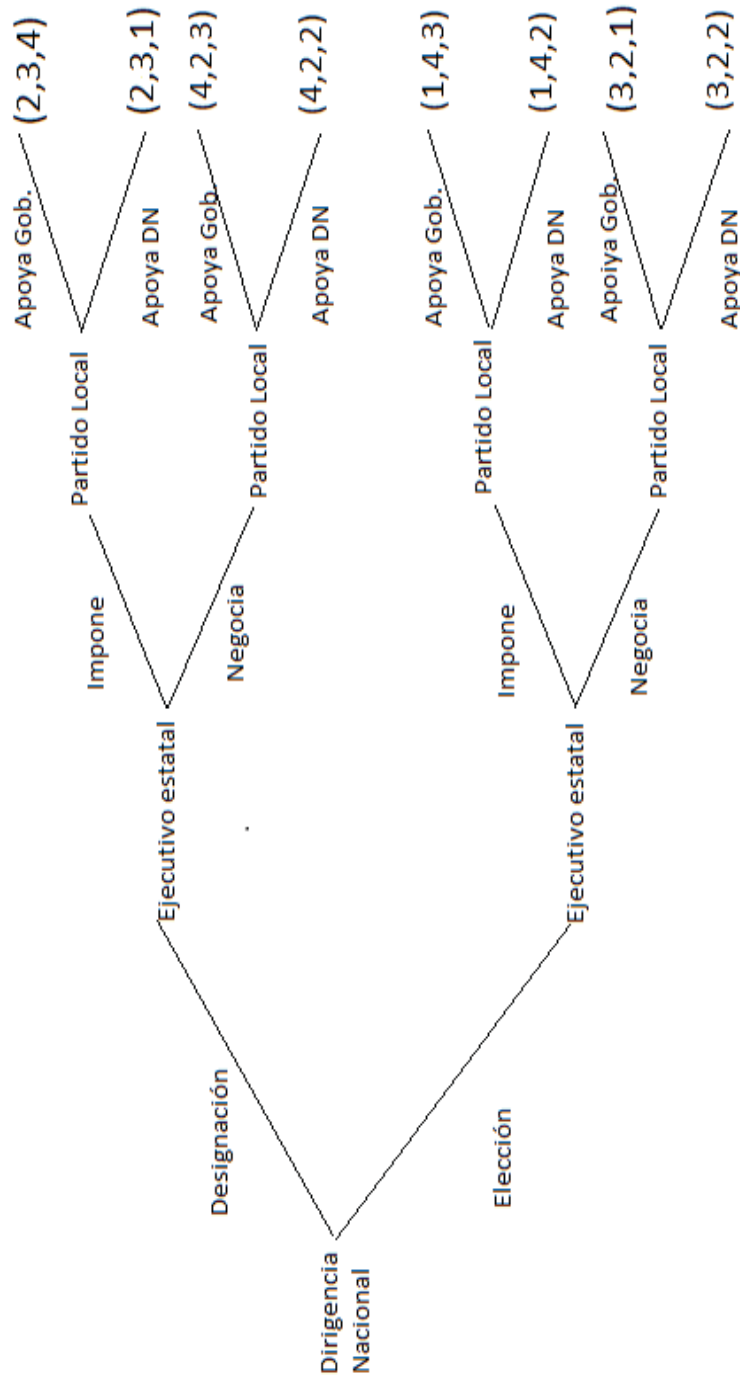 Dirigencia
Nacional
Designación
Elección
Ejecutivo estatal
Ejecutivo estatal
Impone
Negocia
Impone
Negocia
Partido Local
Partido Local
Partido Local
Partido Local
Apoya Gob.
Apoya DN
Apoya Gob.
Apoya DN
Apoya Gob.
Apoya DN
Apoiya Gob.
Apoya DN
(2,3,4)
(2,3,1)
(4,2,3)
(4,2,2)
(1,4,3)
(1,4,2)
(3,2,1)
(3,2,2)